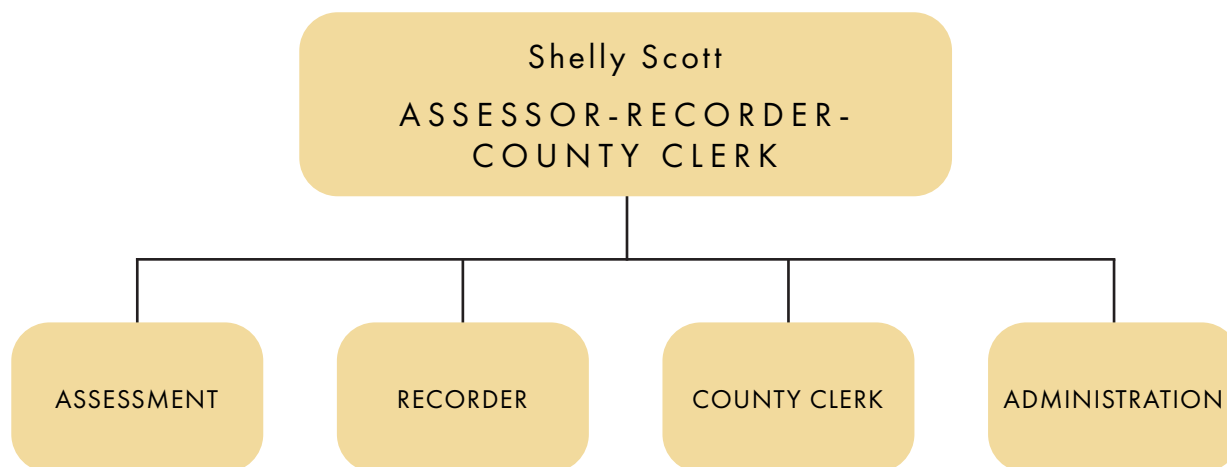 Shelly Scott
ASSESSOR-RECORDER-
COUNTY CLERK
ASSESSMENT
RECORDER
COUNTY CLERK
ADMINISTRATION